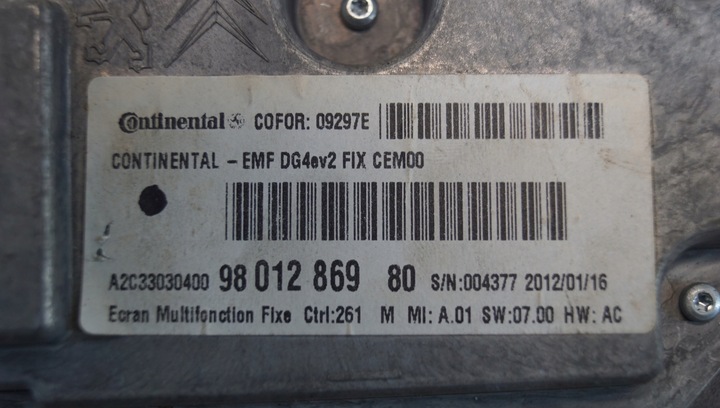 Continental COFOR: 09297E
CONTINENTAL - EMF DG4ev2 FIX CEM00
A2C33030400 98 012 869 80 S/N:004377 2012/01/16
Ecran Multifonction Fixe Ctrl:261 M MI: A.01 SW:07.00 HW: AC